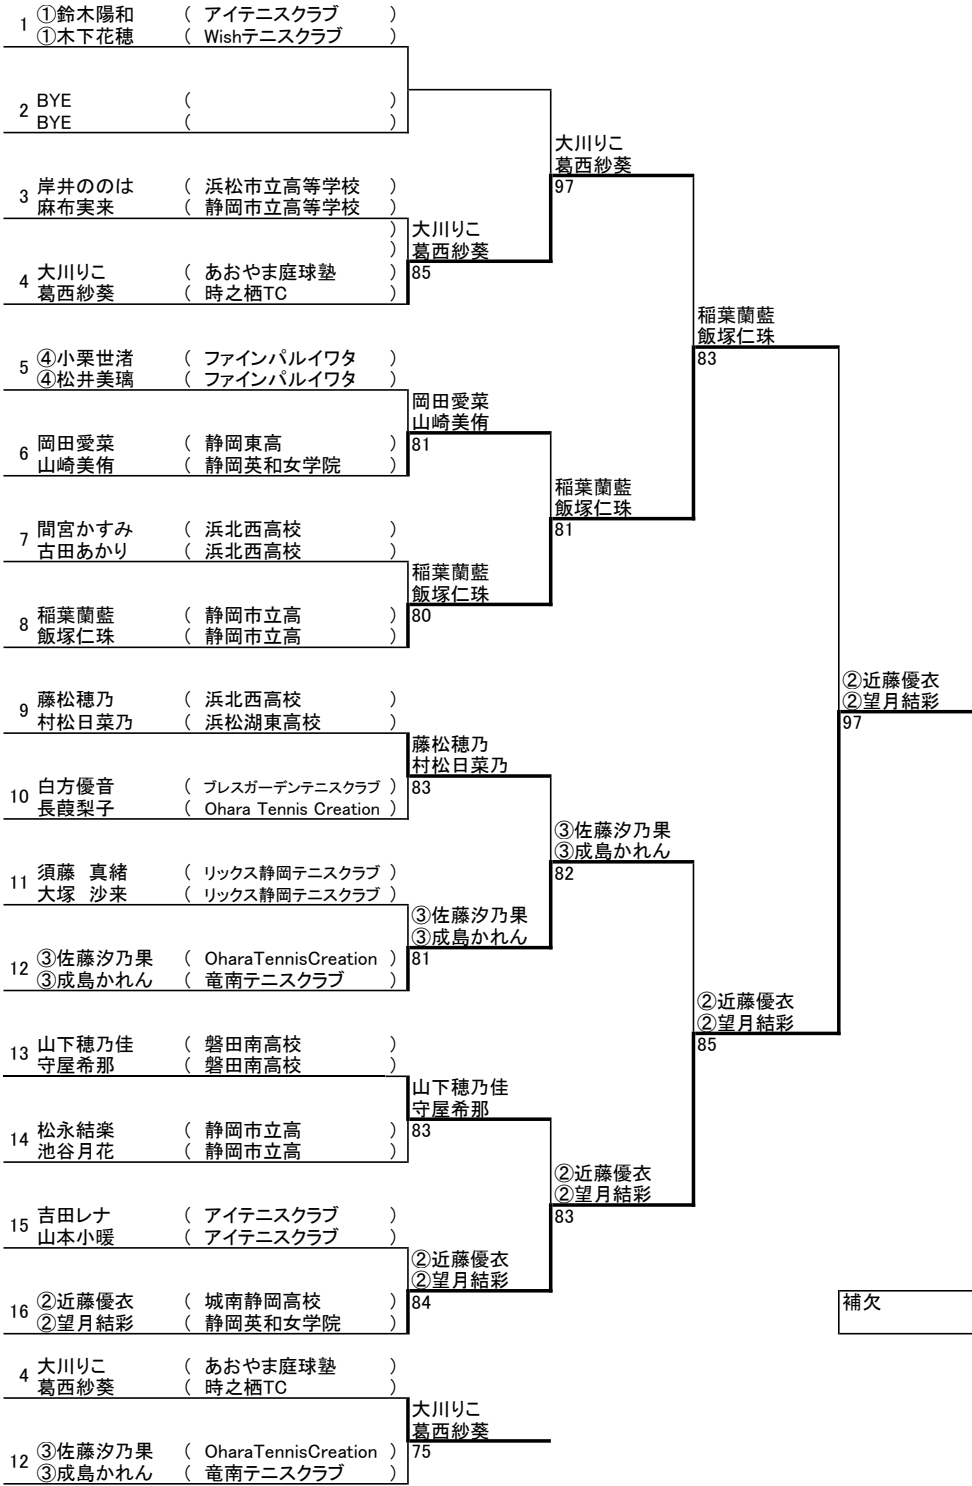 1 ①鈴木陽和 ( アイテニスクラブ )
①木下花穂 ( Wishテニスクラブ )
2 BYE ( )
BYE ( )
大川りこ
葛西紗葵
97
3 岸井ののは ( 浜松市立高等学校 )
麻布実来 ( 静岡市立高等学校 )
) 大川りこ
) 葛西紗葵
85
4 大川りこ ( あおやま庭球塾 )
葛西紗葵 ( 時之栖TC )
稲葉蘭藍
飯塚仁珠
83
5 ④小栗世渚 ( ファインパルイワタ )
④松井美璃 ( ファインパルイワタ )
岡田愛菜
山崎美侑
81
6 岡田愛菜 ( 静岡東高 )
山崎美侑 ( 静岡英和女学院 )
稲葉蘭藍
飯塚仁珠
81
7 間宮かすみ ( 浜北西高校 )
古田あかり ( 浜北西高校 )
稲葉蘭藍
飯塚仁珠
80
8 稲葉蘭藍 ( 静岡市立高 )
飯塚仁珠 ( 静岡市立高 )
②近藤優衣
②望月結彩
97
9 藤松穂乃 ( 浜北西高校 )
村松日菜乃 ( 浜松湖東高校 )
藤松穂乃
村松日菜乃
83
10 白方優音 ( ブレスガーデンテニスクラブ )
長葭梨子 ( Ohara Tennis Creation )
③佐藤汐乃果
③成島かれん
82
11 須藤 真緒 ( リックス静岡テニスクラブ )
大塚 沙来 ( リックス静岡テニスクラブ )
③佐藤汐乃果
③成島かれん
81
12 ③佐藤汐乃果 ( OharaTennisCreation )
③成島かれん ( 竜南テニスクラブ )
②近藤優衣
②望月結彩
85
13 山下穂乃佳 ( 磐田南高校 )
守屋希那 ( 磐田南高校 )
山下穂乃佳
守屋希那
83
14 松永結楽 ( 静岡市立高 )
池谷月花 ( 静岡市立高 )
②近藤優衣
②望月結彩
83
15 吉田レナ ( アイテニスクラブ )
山本小暖 ( アイテニスクラブ )
②近藤優衣
②望月結彩
84
16 ②近藤優衣 ( 城南静岡高校 )
②望月結彩 ( 静岡英和女学院 )
補欠
4 大川りこ ( あおやま庭球塾 )
葛西紗葵 ( 時之栖TC )
大川りこ
葛西紗葵
75
12 ③佐藤汐乃果 ( OharaTennisCreation )
③成島かれん ( 竜南テニスクラブ )